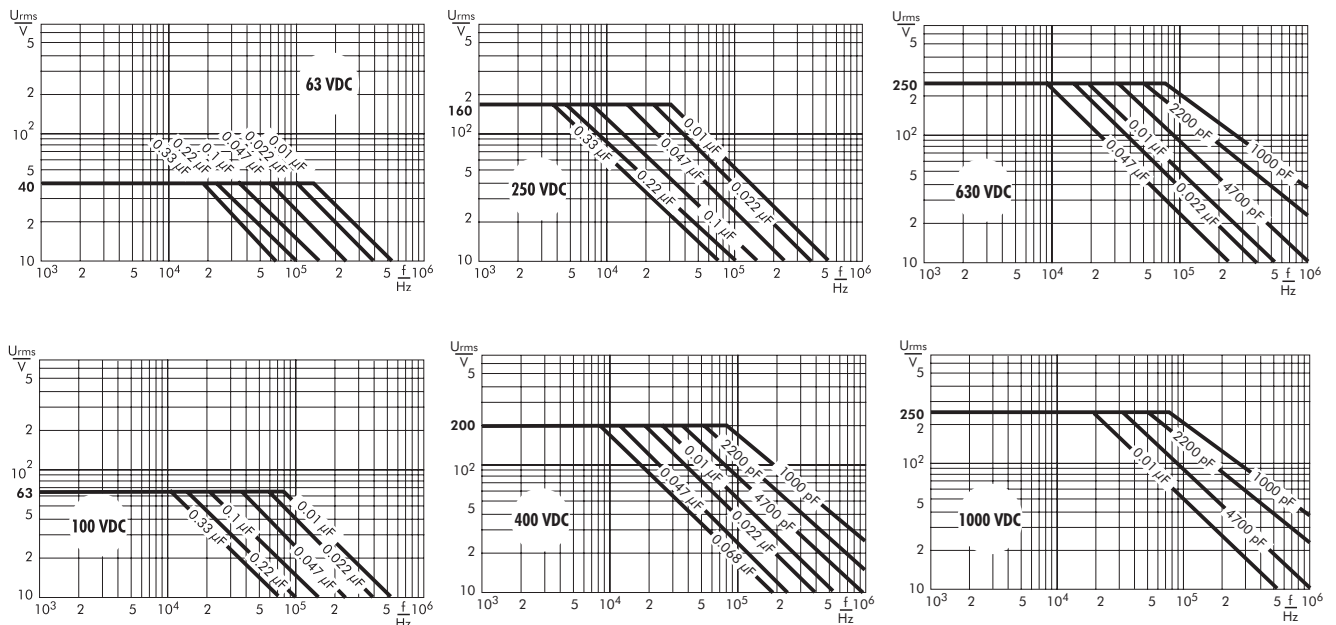 Urms
V
5
2
10²
5
40
2
10
63 VDC
0.33 µF
0.22 µF
0.1 µF
0.047 µF
0.022 µF
0.01 µF
10³ 2 5 10⁴ 2 5 10⁵ 2 5 f 10⁶
Hz
Urms
V
5
2
160
10²
5
2
10
250 VDC
0.33 µF
0.22 µF
0.1 µF
0.047 µF
0.022 µF
0.01 µF
10³ 2 5 10⁴ 2 5 10⁵ 2 5 f 10⁶
Hz
Urms
V
5
250
2
10²
5
2
10
630 VDC
0.047 µF
0.022 µF
0.01 µF
4700 pF
2200 pF
1000 pF
10³ 2 5 10⁴ 2 5 10⁵ 2 5 f 10⁶
Hz
Urms
V
5
2
10²
63
5
2
10
100 VDC
0.33 µF
0.22 µF
0.1 µF
0.047 µF
0.022 µF
0.01 µF
10³ 2 5 10⁴ 2 5 10⁵ 2 5 f 10⁶
Hz
Urms
V
5
200
2
10²
5
2
10
400 VDC
0.068 µF
0.047 µF
0.022 µF
0.01 µF
4700 pF
2200 pF
1000 pF
10³ 2 5 10⁴ 2 5 10⁵ 2 5 f 10⁶
Hz
Urms
V
5
250
2
10²
5
2
10
1000 VDC
0.01 µF
4700 pF
2200 pF
1000 pF
10³ 2 5 10⁴ 2 5 10⁵ 2 5 f 10⁶
Hz